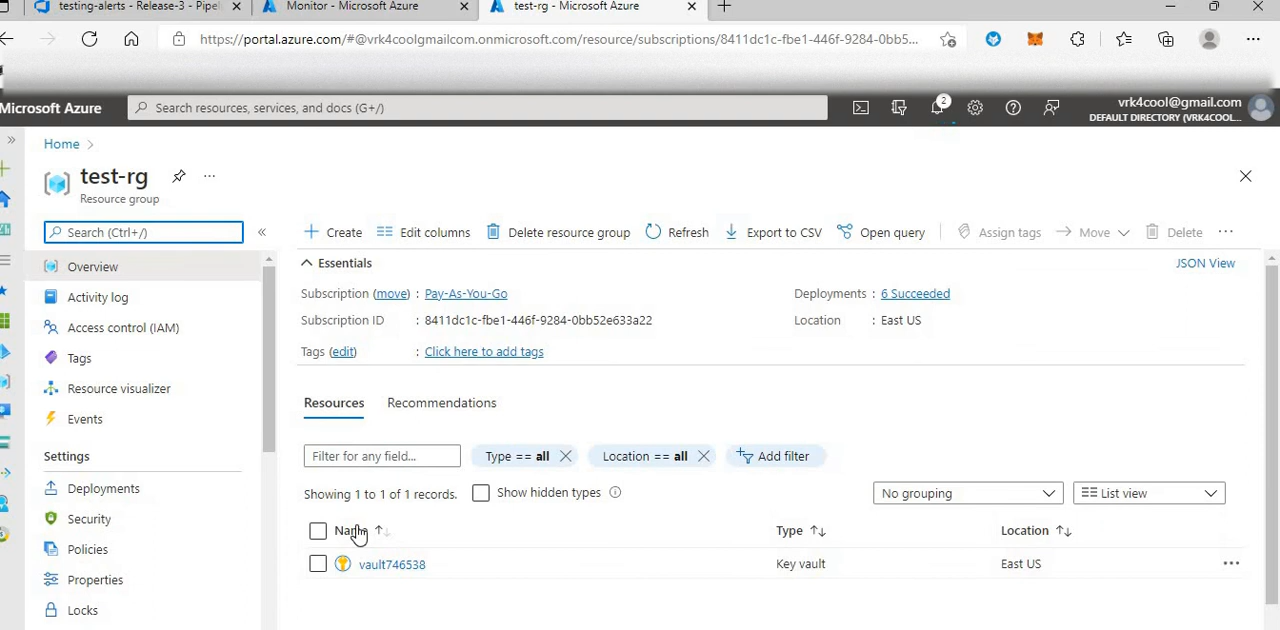 testing-alerts - Release-3 - Pipel
Monitor - Microsoft Azure
test-rg - Microsoft Azure
https://portal.azure.com/#@vrk4coolgmailcom.onmicrosoft.com/resource/subscriptions/8411dc1c-fbe1-446f-9284-0bb5...
Microsoft Azure
Search resources, services, and docs (G+/)
2
vrk4cool@gmail.com
DEFAULT DIRECTORY (VRK4COOL...
Home
test-rg
Resource group
Search (Ctrl+/)
Create
Edit columns
Delete resource group
Refresh
Export to CSV
Open query
Assign tags
Move
Delete
Overview
Activity log
Access control (IAM)
Tags
Resource visualizer
Events
Settings
Deployments
Security
Policies
Properties
Locks
Essentials
JSON View
Subscription (move) : Pay-As-You-Go
Deployments : 6 Succeeded
Subscription ID : 8411dc1c-fbe1-446f-9284-0bb52e633a22
Location : East US
Tags (edit) : Click here to add tags
Resources
Recommendations
Filter for any field...
Type == all
Location == all
Add filter
Showing 1 to 1 of 1 records.
Show hidden types
No grouping
List view
Name
Type
Location
vault746538
Key vault
East US